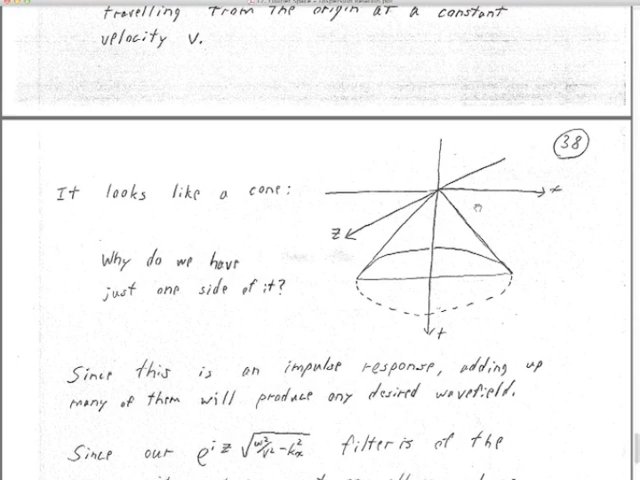 travelling from the origin at a constant
velocity v.
38
It looks like a cone:
x
z
Why do we have
just one side of it?
t
Since this is an impulse response, adding up
many of them will produce any desired wavefield.
Since our e^{iz√(ω²/v² - kₓ²)} filter is of the